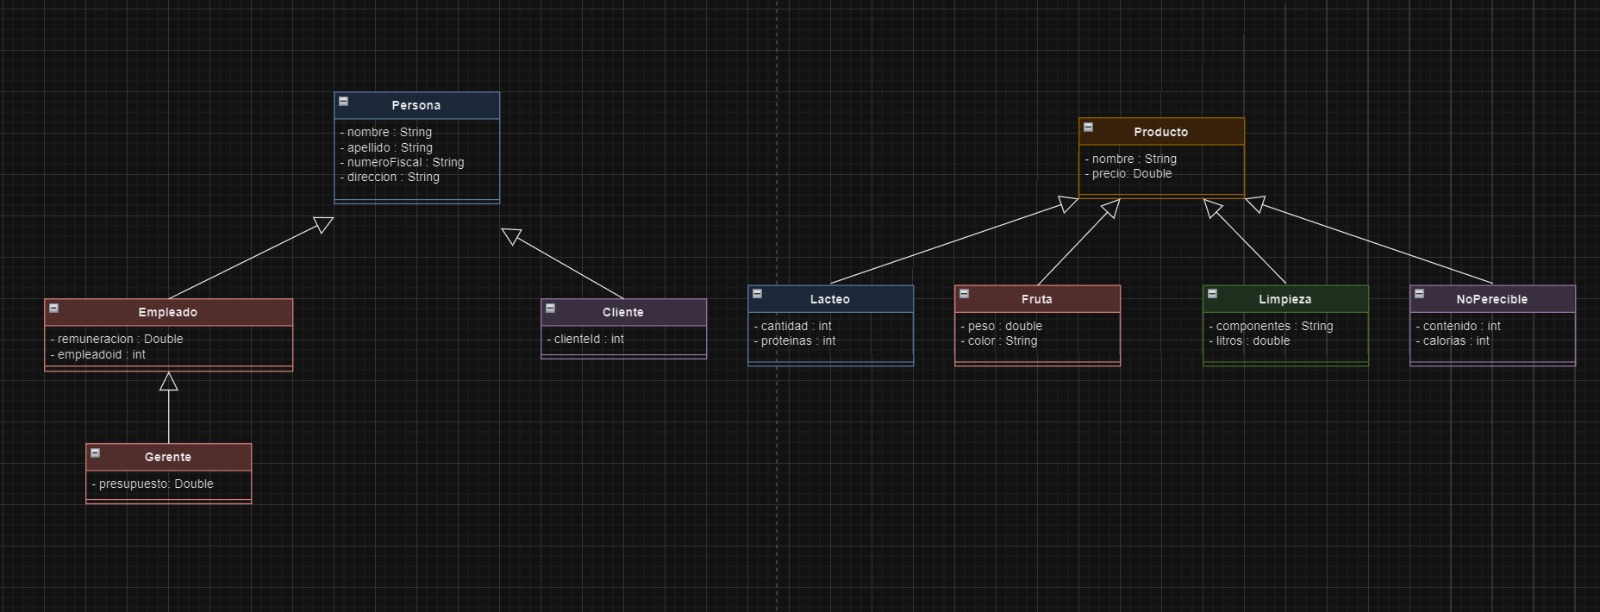 Persona
- nombre : String
- apellido : String
- numeroFiscal : String
- direccion : String
Empleado
- remuneracion : Double
- empleadoid : int
Cliente
- clienteId : int
Gerente
- presupuesto: Double
Producto
- nombre : String
- precio: Double
Lacteo
- cantidad : int
- proteinas : int
Fruta
- peso : double
- color : String
Limpieza
- componentes : String
- litros : double
NoPerecible
- contenido : int
- calorias : int